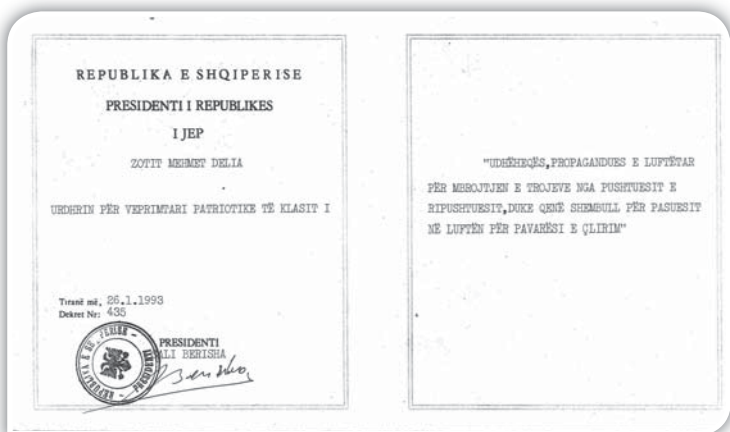 REPUBLIKA E SHQIPERISE
PRESIDENTI I REPUBLIKES
I JEP
ZOTIT MEHMET DELIA
URDHRIN PËR VEPRIMTARI PATRIOTIKE TË KLASIT I
Tiranë më, 26.1.1993
Dekret Nr: 435
PRESIDENTI
ALI BERISHA
Berisha
"UDHËHEQËS,PROPAGANDUES E LUFTËTAR
PËR MBROJTJEN E TROJEVE NGA PUSHTUESIT E
RIPUSHTUESIT,DUKE QENË SHEMBULL PËR PASUESIT
NË LUFTËN PËR PAVARËSI E ÇLIRIM"